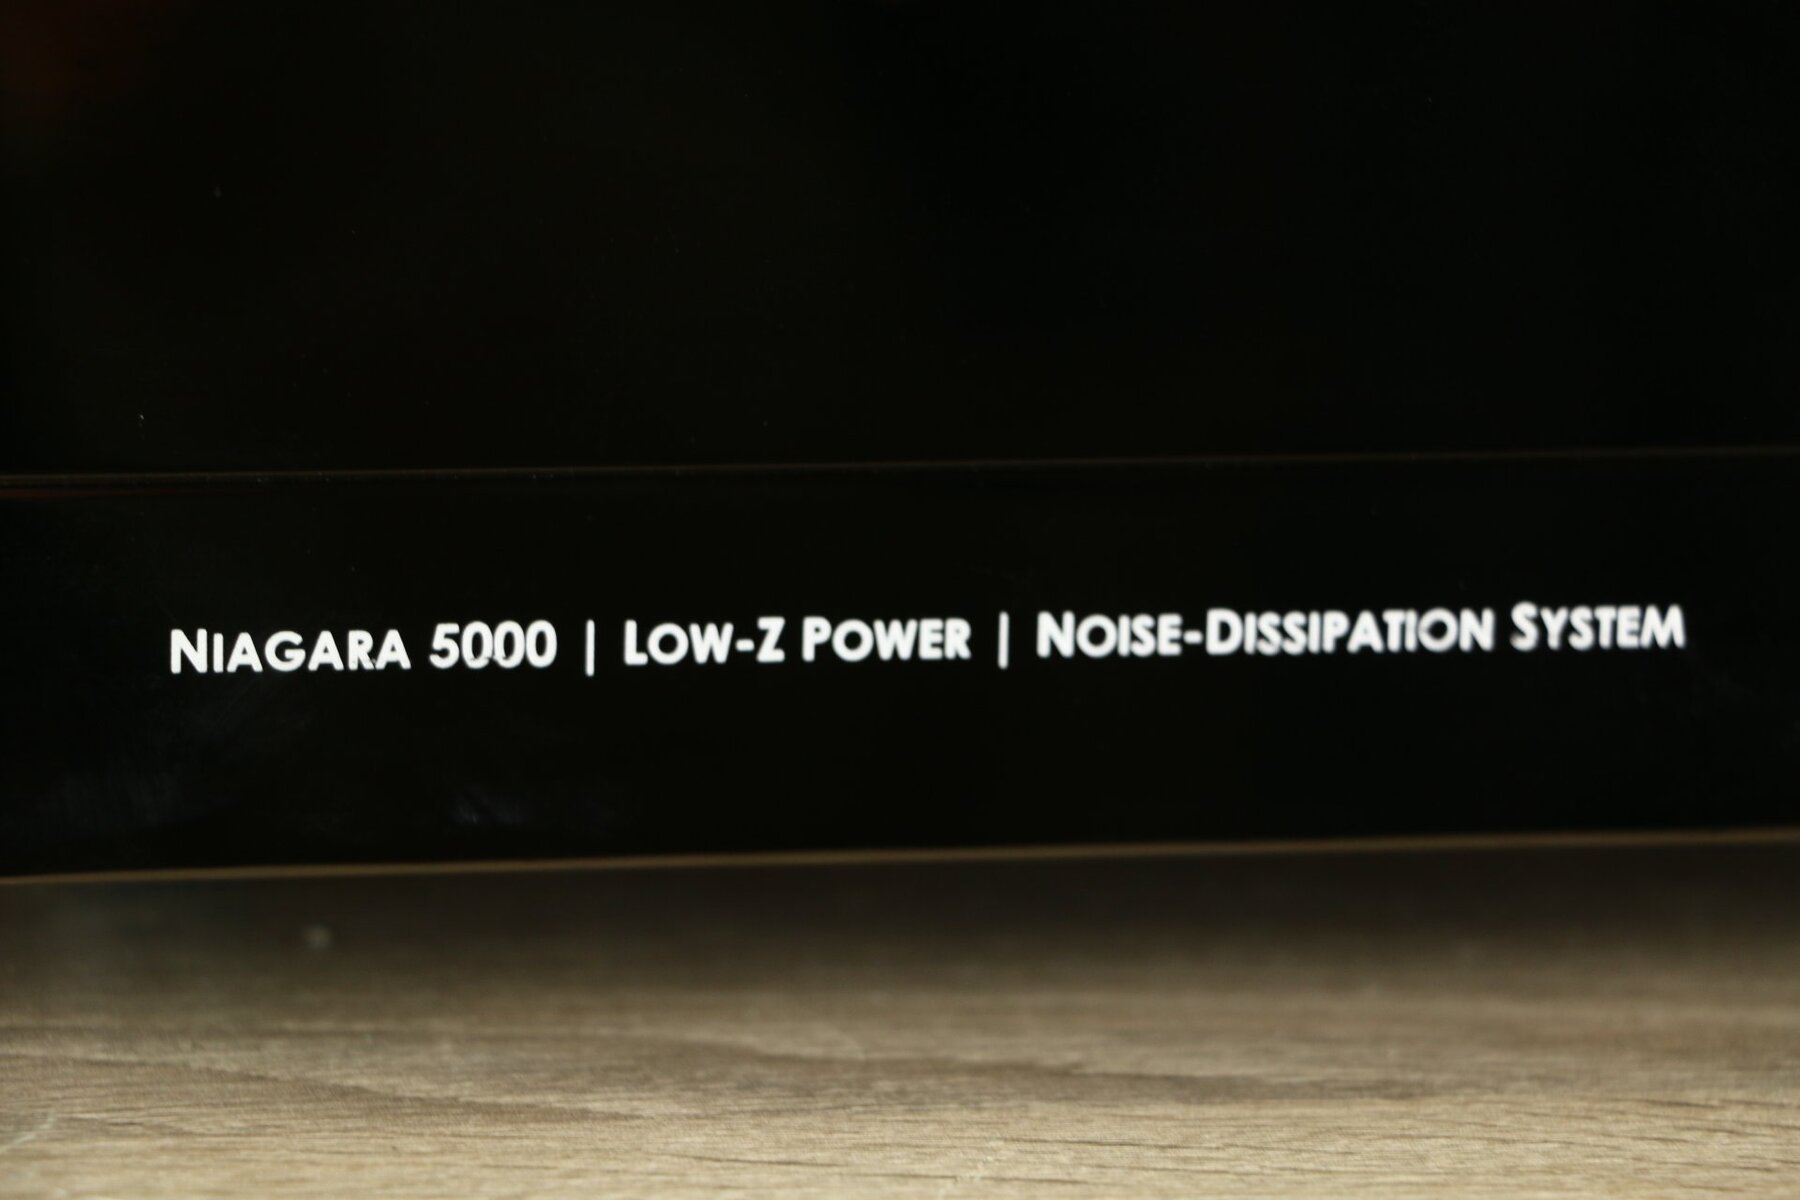 NIAGARA 5000 | LOW-Z POWER | NOISE-DISSIPATION SYSTEM